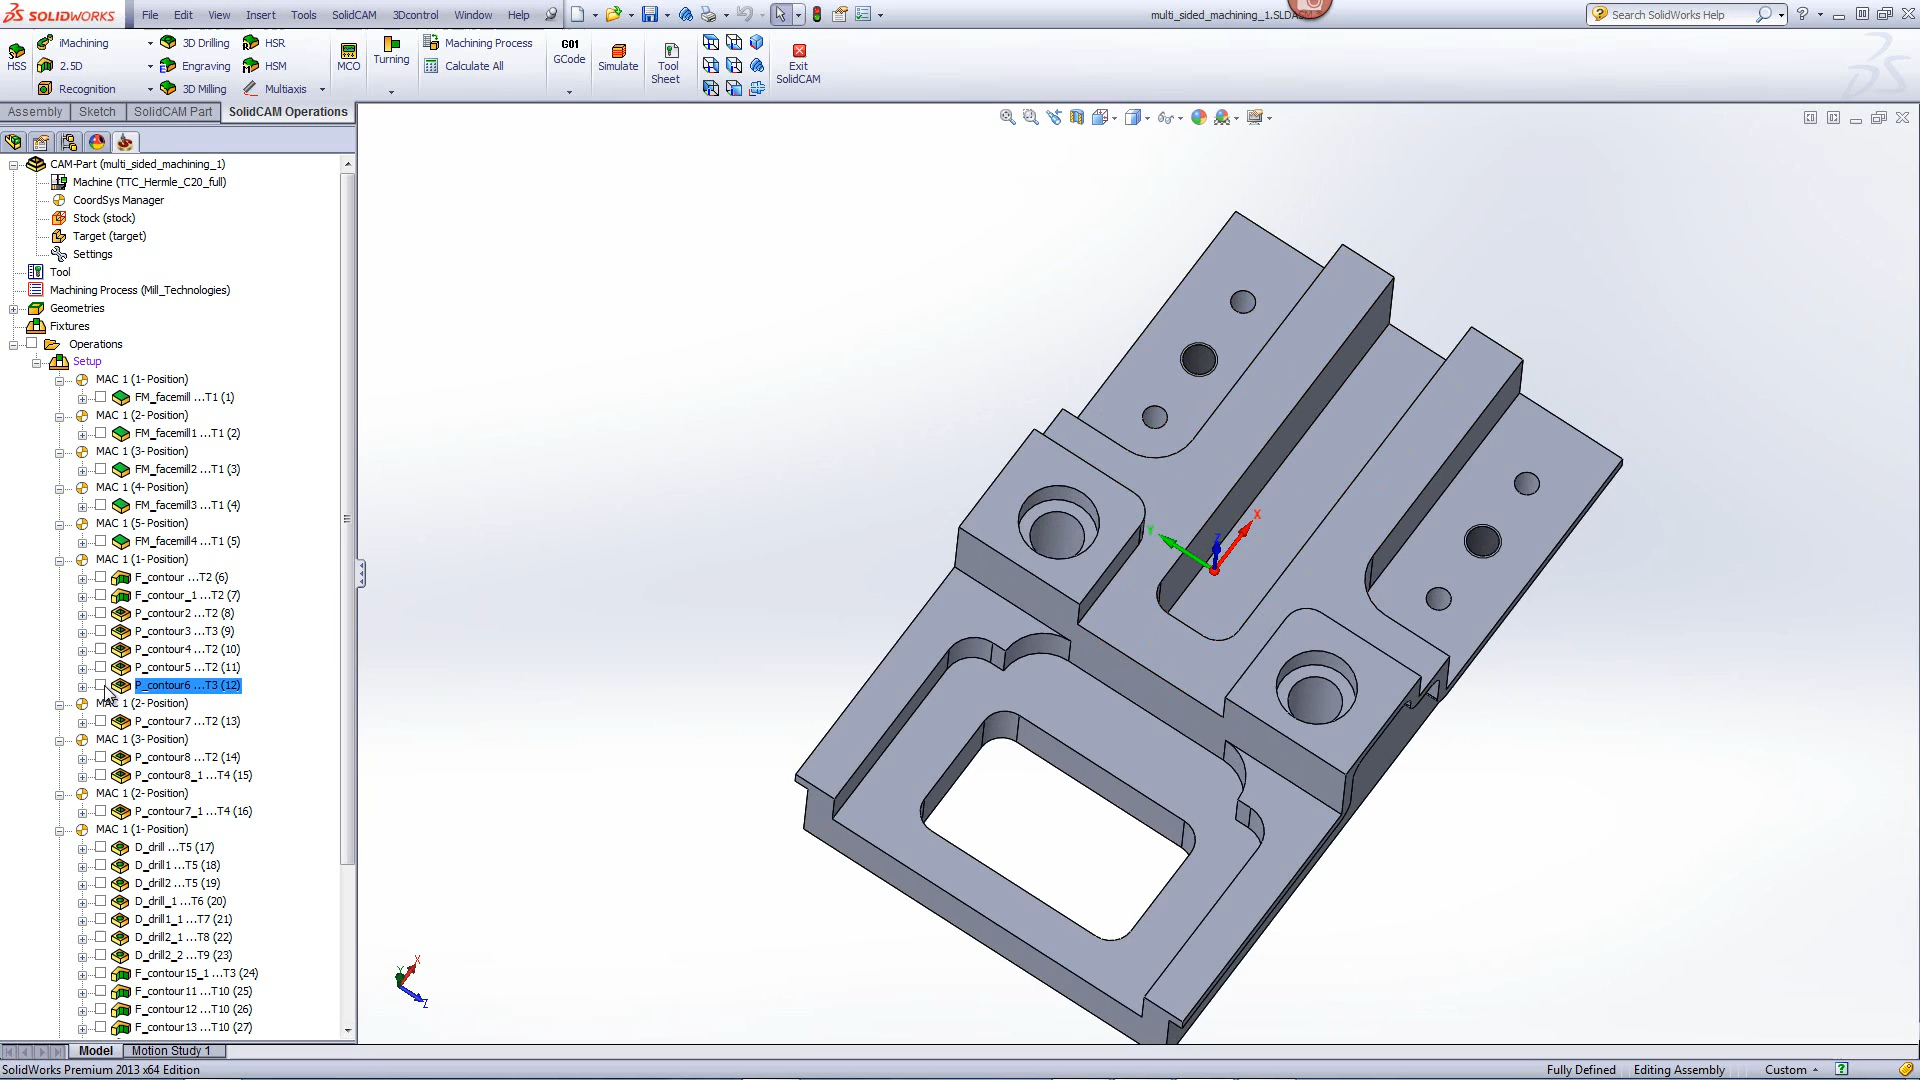 SOLIDWORKS File Edit View Insert Tools SolidCAM 3Dcontrol Window Help multi_sided_machining_1.SLDASM Search SolidWorks Help
iMachining 3D Drilling HSR Machining Process
HSS 2.5D Engraving HSM MCO Turning Calculate All G01 GCode Simulate Tool Sheet Exit SolidCAM
Recognition 3D Milling Multiaxis
Assembly Sketch SolidCAM Part SolidCAM Operations
CAM-Part (multi_sided_machining_1)
Machine (TTC_Hermle_C20_full)
CoordSys Manager
Stock (stock)
Target (target)
Settings
Tool
Machining Process (Mill_Technologies)
Geometries
Fixtures
Operations
Setup
MAC 1 (1- Position)
FM_facemill ...T1 (1)
MAC 1 (2- Position)
FM_facemill1 ...T1 (2)
MAC 1 (3- Position)
FM_facemill2 ...T1 (3)
MAC 1 (4- Position)
FM_facemill3 ...T1 (4)
MAC 1 (5- Position)
FM_facemill4 ...T1 (5)
MAC 1 (1- Position)
F_contour ...T2 (6)
F_contour_1 ...T2 (7)
P_contour2 ...T2 (8)
P_contour3 ...T3 (9)
P_contour4 ...T2 (10)
P_contour5 ...T2 (11)
P_contour6 ...T3 (12)
MAC 1 (2- Position)
P_contour7 ...T2 (13)
MAC 1 (3- Position)
P_contour8 ...T2 (14)
P_contour8_1 ...T4 (15)
MAC 1 (2- Position)
P_contour7_1 ...T4 (16)
MAC 1 (1- Position)
D_drill ...T5 (17)
D_drill1 ...T5 (18)
D_drill2 ...T5 (19)
D_drill_1 ...T6 (20)
D_drill1_1 ...T7 (21)
D_drill2_1 ...T8 (22)
D_drill2_2 ...T9 (23)
F_contour15_1 ...T3 (24)
F_contour11 ...T10 (25)
F_contour12 ...T10 (26)
F_contour13 ...T10 (27)
X
Y
Z
X
Y
Z
Model Motion Study 1
SolidWorks Premium 2013 x64 Edition Fully Defined Editing Assembly Custom